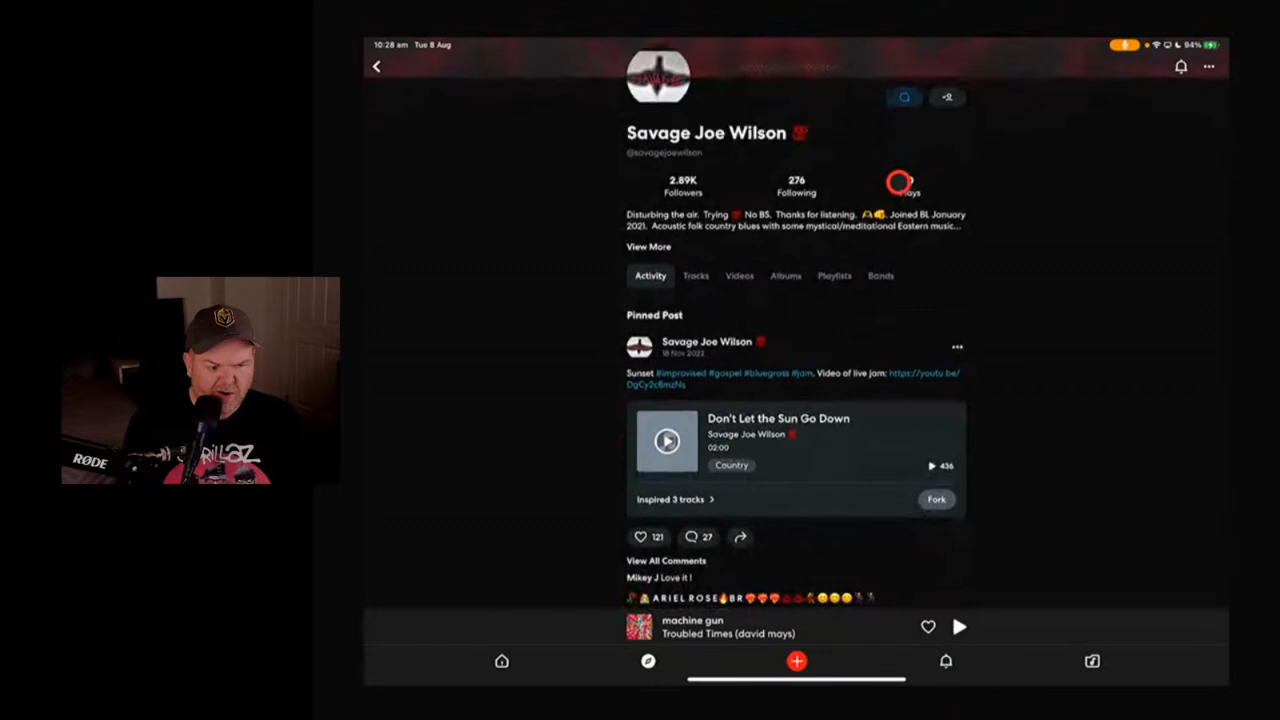 10:28 am Tue 8 Aug
94%
Savage Joe Wilson
@savagejoewilson
2.89K
276
Followers
Following
Disturbing the air. Trying 💯 No BS. Thanks for listening. 🫶👊. Joined BL January
2021. Acoustic folk country blues with some mystical/meditational Eastern music...
View More
Activity Tracks Videos Albums Playlists Bands
Pinned Post
Savage Joe Wilson
18 Nov 2022
Sunset #improvised #gospel #bluegrass #jam. Video of live jam: https://youtu.be/
Don't Let the Sun Go Down
Savage Joe Wilson
02:00
Country
436
Inspired 3 tracks >
Fork
121
27
View All Comments
Mikey J Love it !
A R I E L R O S E 🔥 B R
machine gun
Troubled Times (david mays)
RØDE